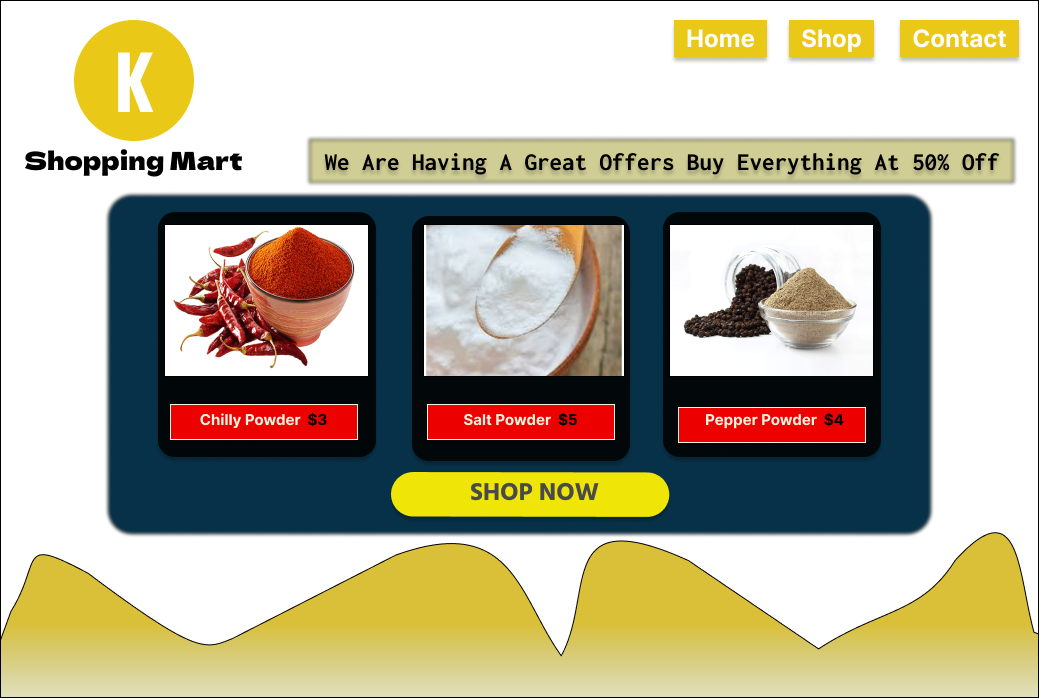 K
Shopping Mart
Home
Shop
Contact
We Are Having A Great Offers Buy Everything At 50% Off
Chilly Powder $3
Salt Powder $5
Pepper Powder $4
SHOP NOW